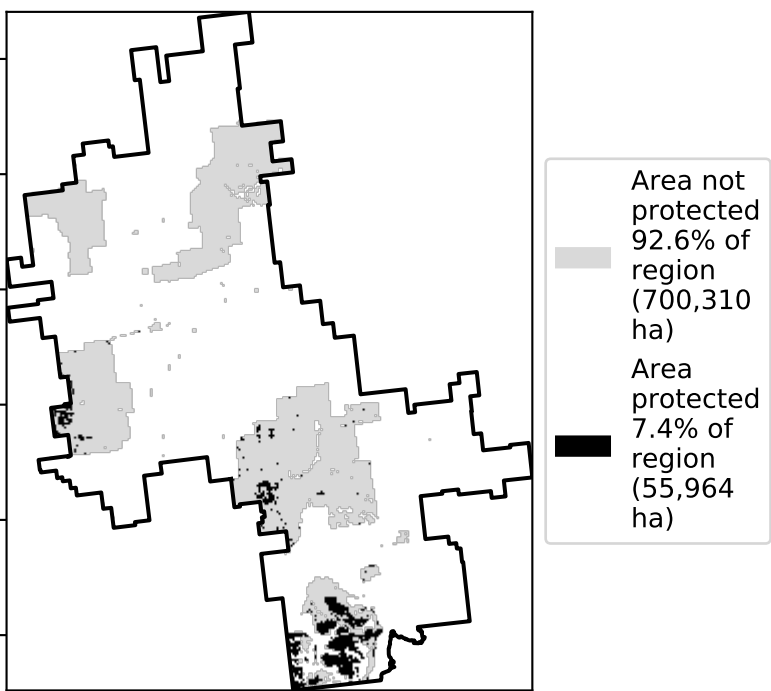 Area not
protected
92.6% of
region
(700,310
ha)
Area
protected
7.4% of
region
(55,964
ha)